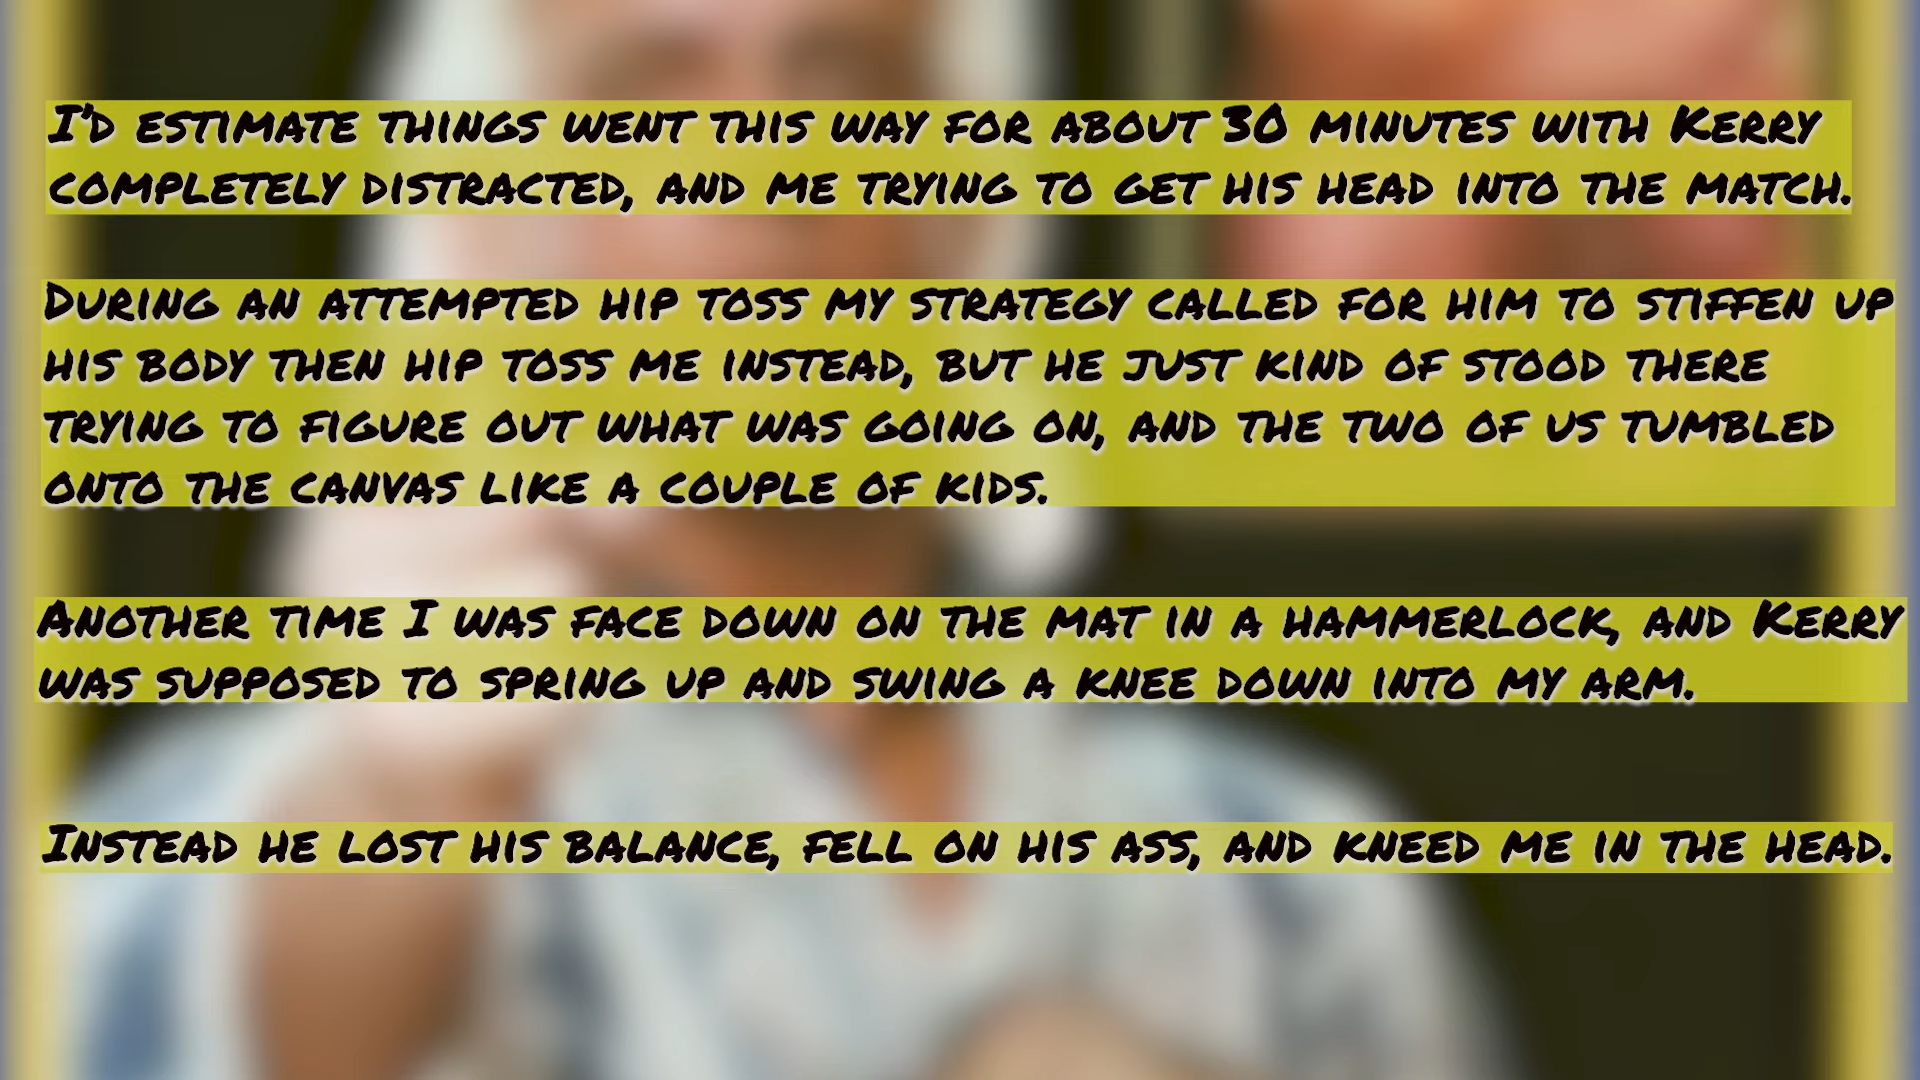 I'd estimate things went this way for about 30 minutes with Kerry
completely distracted, and me trying to get his head into the match.
During an attempted hip toss my strategy called for him to stiffen up
his body then hip toss me instead, but he just kind of stood there
trying to figure out what was going on, and the two of us tumbled
onto the canvas like a couple of kids.
Another time I was face down on the mat in a hammerlock, and Kerry
was supposed to spring up and swing a knee down into my arm.
Instead he lost his balance, fell on his ass, and kneed me in the head.